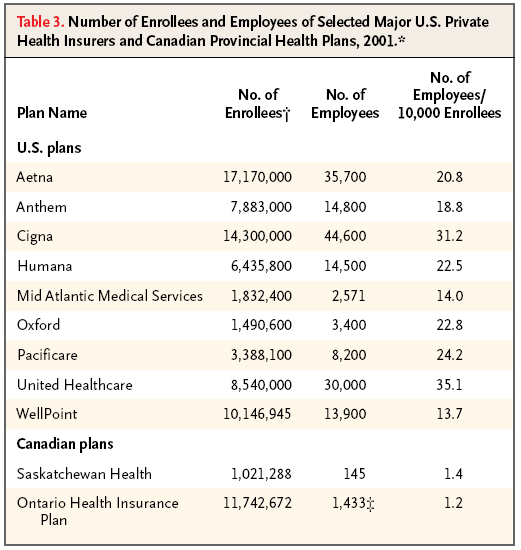 Table 3. Number of Enrollees and Employees of Selected Major U.S. Private
Health Insurers and Canadian Provincial Health Plans, 2001.*
Plan Name No. of Enrollees† No. of Employees No. of Employees/ 10,000 Enrollees
U.S. plans
Aetna 17,170,000 35,700 20.8
Anthem 7,883,000 14,800 18.8
Cigna 14,300,000 44,600 31.2
Humana 6,435,800 14,500 22.5
Mid Atlantic Medical Services 1,832,400 2,571 14.0
Oxford 1,490,600 3,400 22.8
Pacificare 3,388,100 8,200 24.2
United Healthcare 8,540,000 30,000 35.1
WellPoint 10,146,945 13,900 13.7
Canadian plans
Saskatchewan Health 1,021,288 145 1.4
Ontario Health Insurance 11,742,672 1,433‡ 1.2
Plan